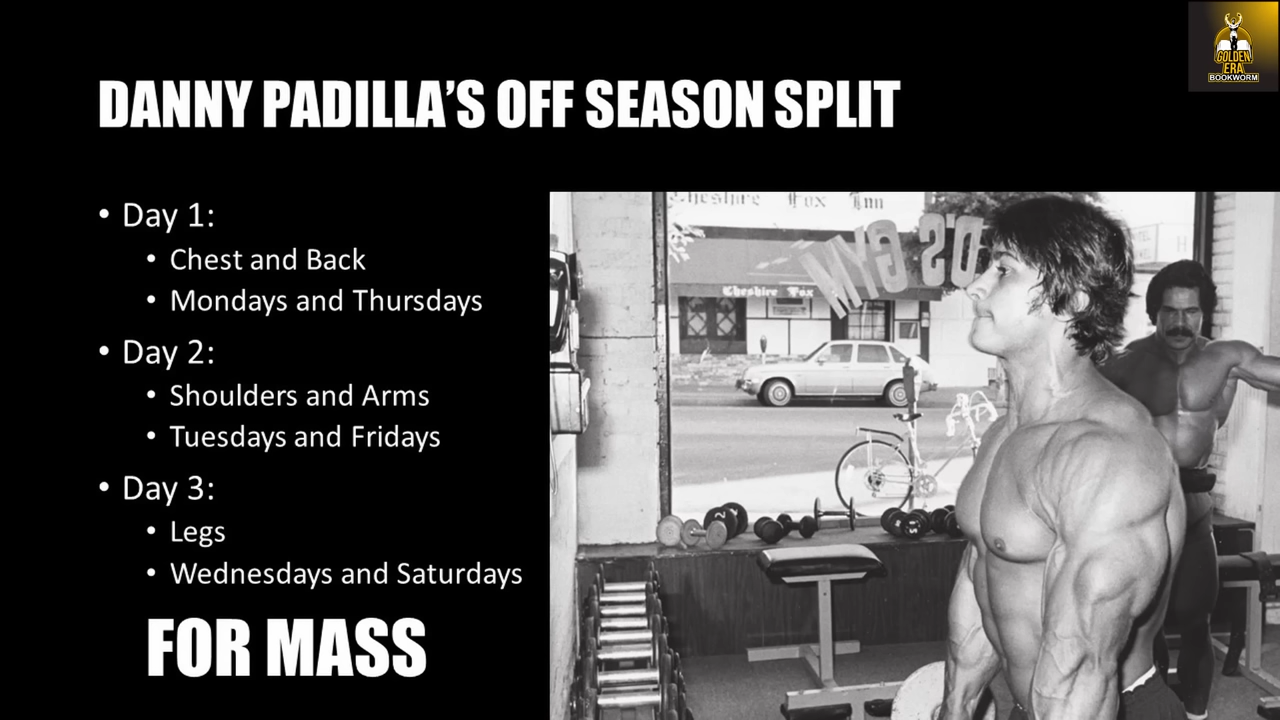 GOLDEN
ERA
BOOKWORM
DANNY PADILLA’S OFF SEASON SPLIT
• Day 1:
• Chest and Back
• Mondays and Thursdays
• Day 2:
• Shoulders and Arms
• Tuesdays and Fridays
• Day 3:
• Legs
• Wednesdays and Saturdays
FOR MASS
Cheshire Fox Inn
D'S GYM
Cheshire Fox